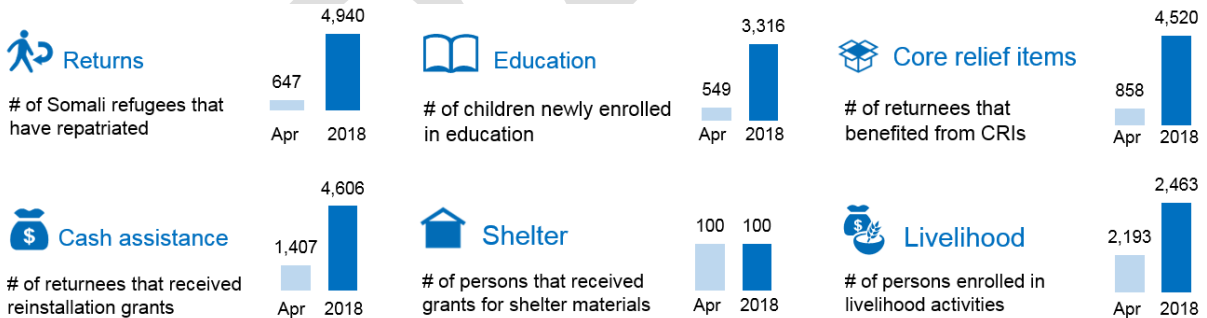 Returns
# of Somali refugees that
have repatriated
647
4,940
Apr 2018
Education
# of children newly enrolled
in education
549
3,316
Apr 2018
Core relief items
# of returnees that
benefited from CRIs
858
4,520
Apr 2018
$ Cash assistance
# of returnees that received
reinstallation grants
1,407
4,606
Apr 2018
Shelter
# of persons that received
grants for shelter materials
100 100
Apr 2018
$ Livelihood
# of persons enrolled in
livelihood activities
2,193
2,463
Apr 2018